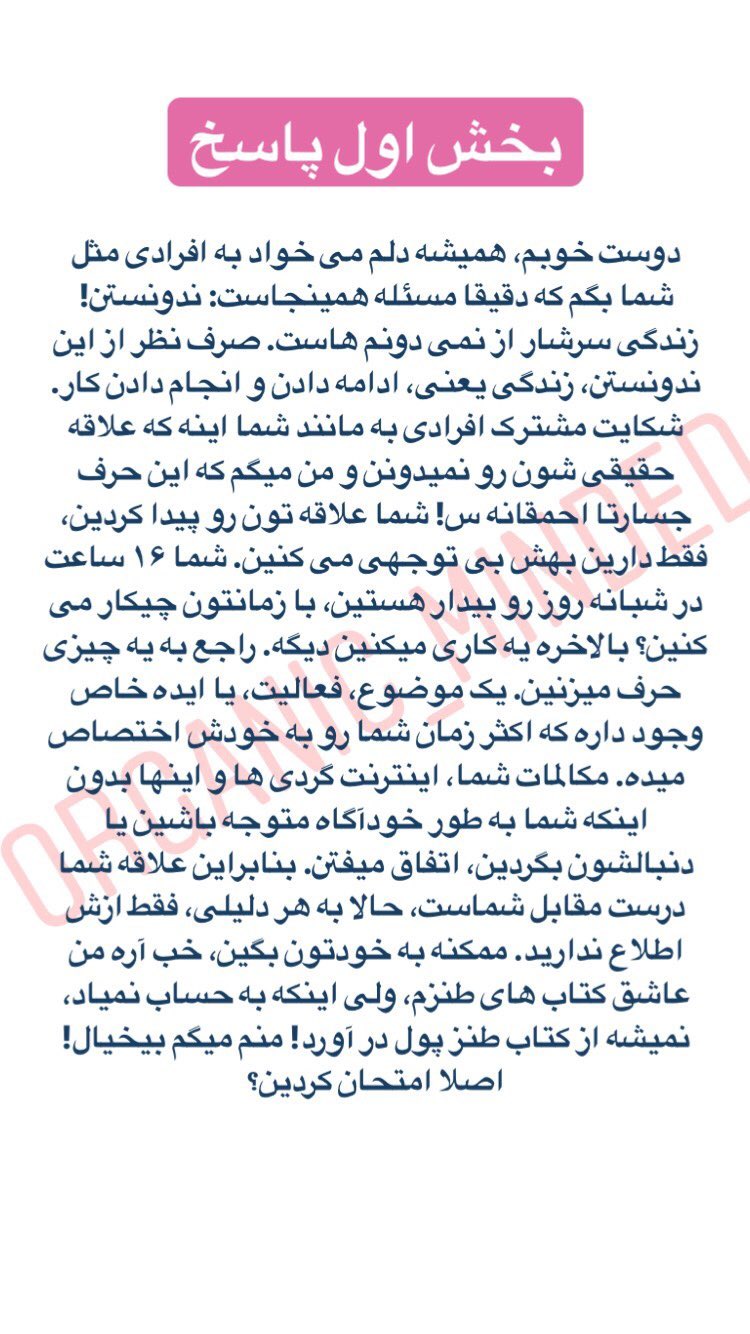 بخش اول پاسخ
دوست خوبم، همیشه دلم می خواد به افرادی مثل
شما بگم که دقیقا مسئله همینجاست: ندونستن!
زندگی سرشار از نمی دونم هاست. صرف نظر از این
ندونستن، زندگی یعنی، ادامه دادن و انجام دادن کار.
شکایت مشترک افرادی به مانند شما اینه که علاقه
حقیقی شون رو نمیدونن و من میگم که این حرف
جسارتا احمقانه س! شما علاقه تون رو پیدا کردین،
فقط دارین بهش بی توجهی می کنین. شما ۱۶ ساعت
در شبانه روز رو بیدار هستین، با زمانتون چیکار می
کنین؟ بالاخره یه کاری میکنین دیگه. راجع به یه چیزی
حرف میزنین. یک موضوع، فعالیت، یا ایده خاص
وجود داره که اکثر زمان شما رو به خودش اختصاص
میده. مکالمات شما، اینترنت گردی ها و اینها بدون
اینکه شما به طور خودآگاه متوجه باشین یا
دنبالشون بگردین، اتفاق میفتن. بنابراین علاقه شما
درست مقابل شماست، حالا به هر دلیلی، فقط ازش
اطلاع ندارید. ممکنه به خودتون بگین، خب آره من
عاشق کتاب های طنزم، ولی اینکه به حساب نمیاد،
نمیشه از کتاب طنز پول در آورد! منم میگم بیخیال!
اصلا امتحان کردین؟
ORGANIC_MINDED